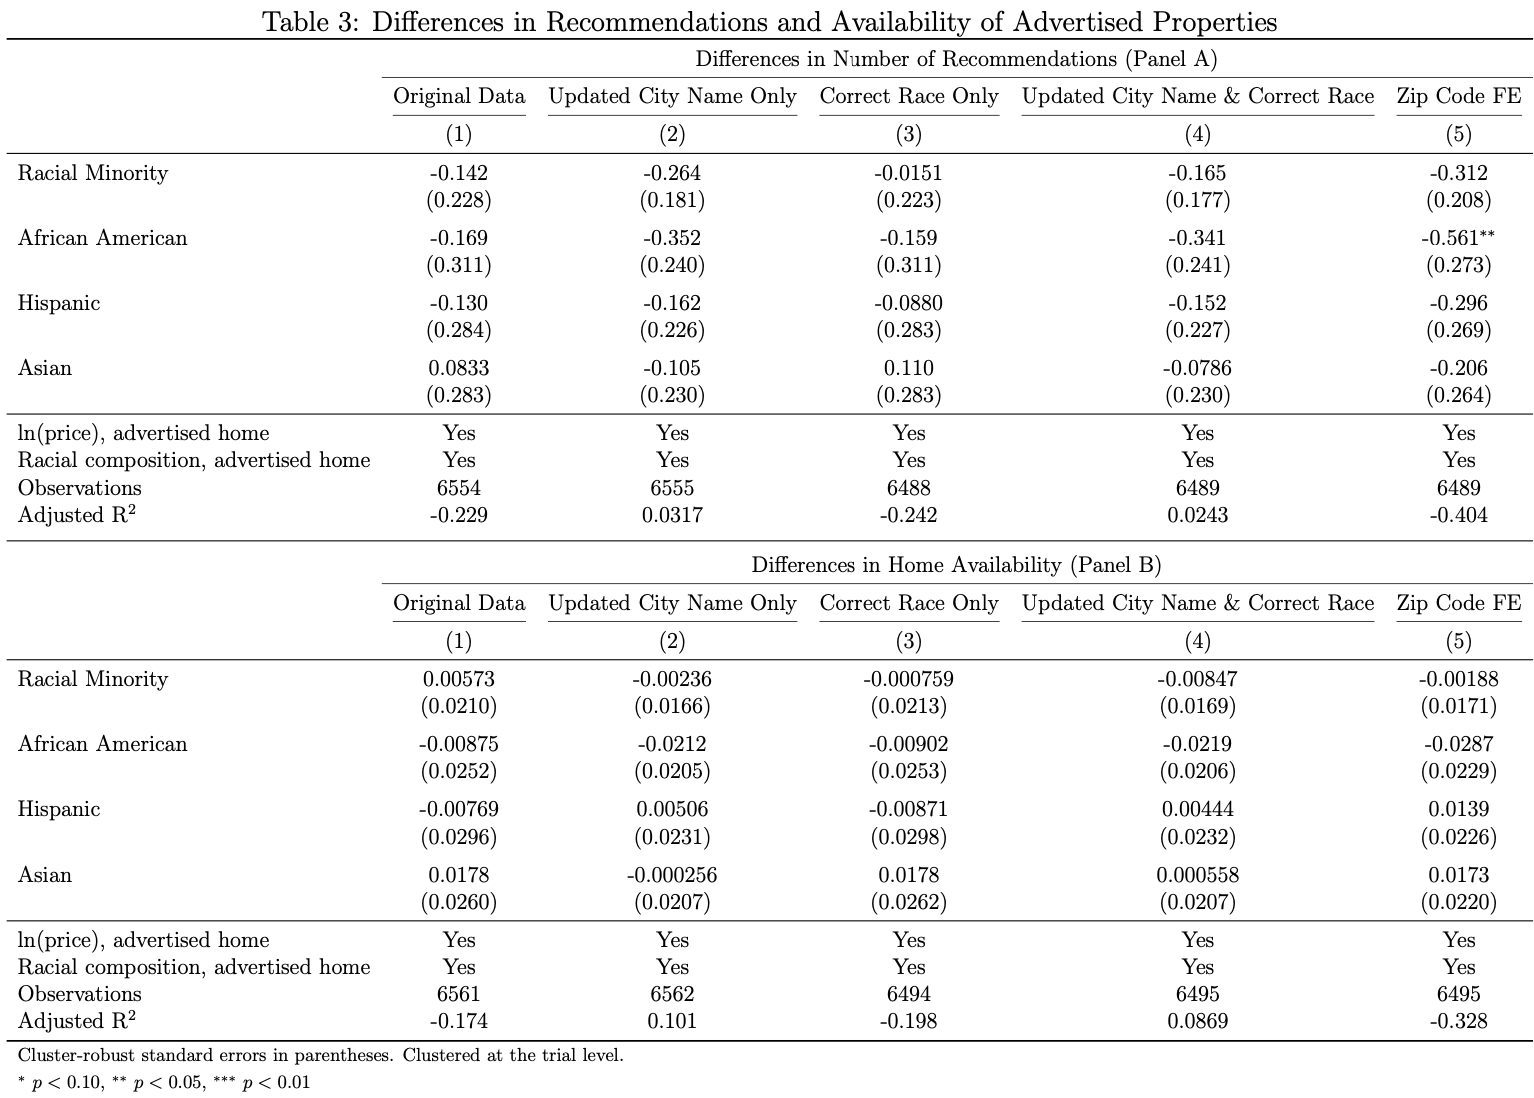 Table 3: Differences in Recommendations and Availability of Advertised Properties
Differences in Number of Recommendations (Panel A)
Original Data Updated City Name Only Correct Race Only Updated City Name & Correct Race Zip Code FE
(1) (2) (3) (4) (5)
Racial Minority -0.142 -0.264 -0.0151 -0.165 -0.312
(0.228) (0.181) (0.223) (0.177) (0.208)
African American -0.169 -0.352 -0.159 -0.341 -0.561**
(0.311) (0.240) (0.311) (0.241) (0.273)
Hispanic -0.130 -0.162 -0.0880 -0.152 -0.296
(0.284) (0.226) (0.283) (0.227) (0.269)
Asian 0.0833 -0.105 0.110 -0.0786 -0.206
(0.283) (0.230) (0.283) (0.230) (0.264)
ln(price), advertised home Yes Yes Yes Yes Yes
Racial composition, advertised home Yes Yes Yes Yes Yes
Observations 6554 6555 6488 6489 6489
Adjusted R² -0.229 0.0317 -0.242 0.0243 -0.404
Differences in Home Availability (Panel B)
Original Data Updated City Name Only Correct Race Only Updated City Name & Correct Race Zip Code FE
(1) (2) (3) (4) (5)
Racial Minority 0.00573 -0.00236 -0.000759 -0.00847 -0.00188
(0.0210) (0.0166) (0.0213) (0.0169) (0.0171)
African American -0.00875 -0.0212 -0.00902 -0.0219 -0.0287
(0.0252) (0.0205) (0.0253) (0.0206) (0.0229)
Hispanic -0.00769 0.00506 -0.00871 0.00444 0.0139
(0.0296) (0.0231) (0.0298) (0.0232) (0.0226)
Asian 0.0178 -0.000256 0.0178 0.000558 0.0173
(0.0260) (0.0207) (0.0262) (0.0207) (0.0220)
ln(price), advertised home Yes Yes Yes Yes Yes
Racial composition, advertised home Yes Yes Yes Yes Yes
Observations 6561 6562 6494 6495 6495
Adjusted R² -0.174 0.101 -0.198 0.0869 -0.328
Cluster-robust standard errors in parentheses. Clustered at the trial level.
* p < 0.10, ** p < 0.05, *** p < 0.01